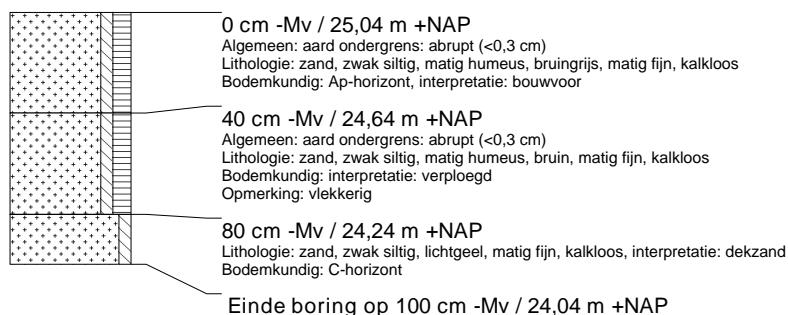 0 cm -Mv / 25,04 m +NAP
Algemeen: aard ondergrens: abrupt (<0,3 cm)
Lithologie: zand, zwak siltig, matig humeus, bruingrijs, matig fijn, kalkloos
Bodemkundig: Ap-horizont, interpretatie: bouwvoor
40 cm -Mv / 24,64 m +NAP
Algemeen: aard ondergrens: abrupt (<0,3 cm)
Lithologie: zand, zwak siltig, matig humeus, bruin, matig fijn, kalkloos
Bodemkundig: interpretatie: verploegd
Opmerking: vlekkerig
80 cm -Mv / 24,24 m +NAP
Lithologie: zand, zwak siltig, lichtgeel, matig fijn, kalkloos, interpretatie: dekzand
Bodemkundig: C-horizont
Einde boring op 100 cm -Mv / 24,04 m +NAP